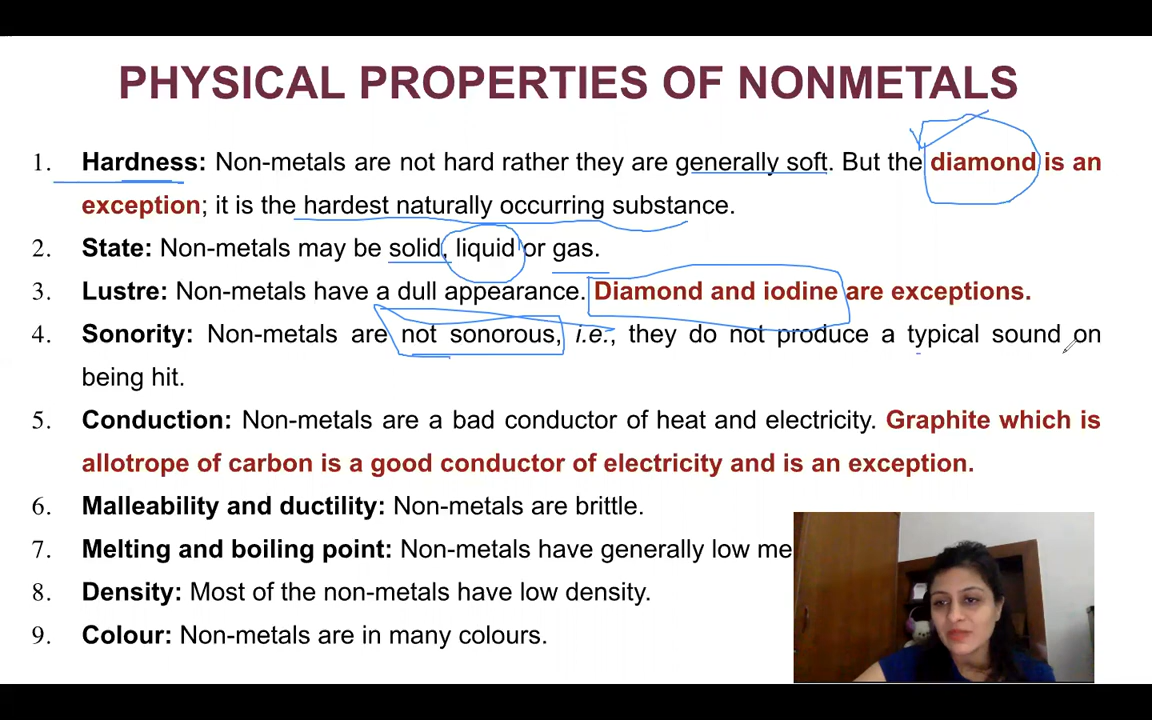 PHYSICAL PROPERTIES OF NONMETALS
1. Hardness: Non-metals are not hard rather they are generally soft. But the diamond is an
exception; it is the hardest naturally occurring substance.
2. State: Non-metals may be solid, liquid or gas.
3. Lustre: Non-metals have a dull appearance. Diamond and iodine are exceptions.
4. Sonority: Non-metals are not sonorous, i.e., they do not produce a typical sound on
being hit.
5. Conduction: Non-metals are a bad conductor of heat and electricity. Graphite which is
allotrope of carbon is a good conductor of electricity and is an exception.
6. Malleability and ductility: Non-metals are brittle.
7. Melting and boiling point: Non-metals have generally low
8. Density: Most of the non-metals have low density.
9. Colour: Non-metals are in many colours.